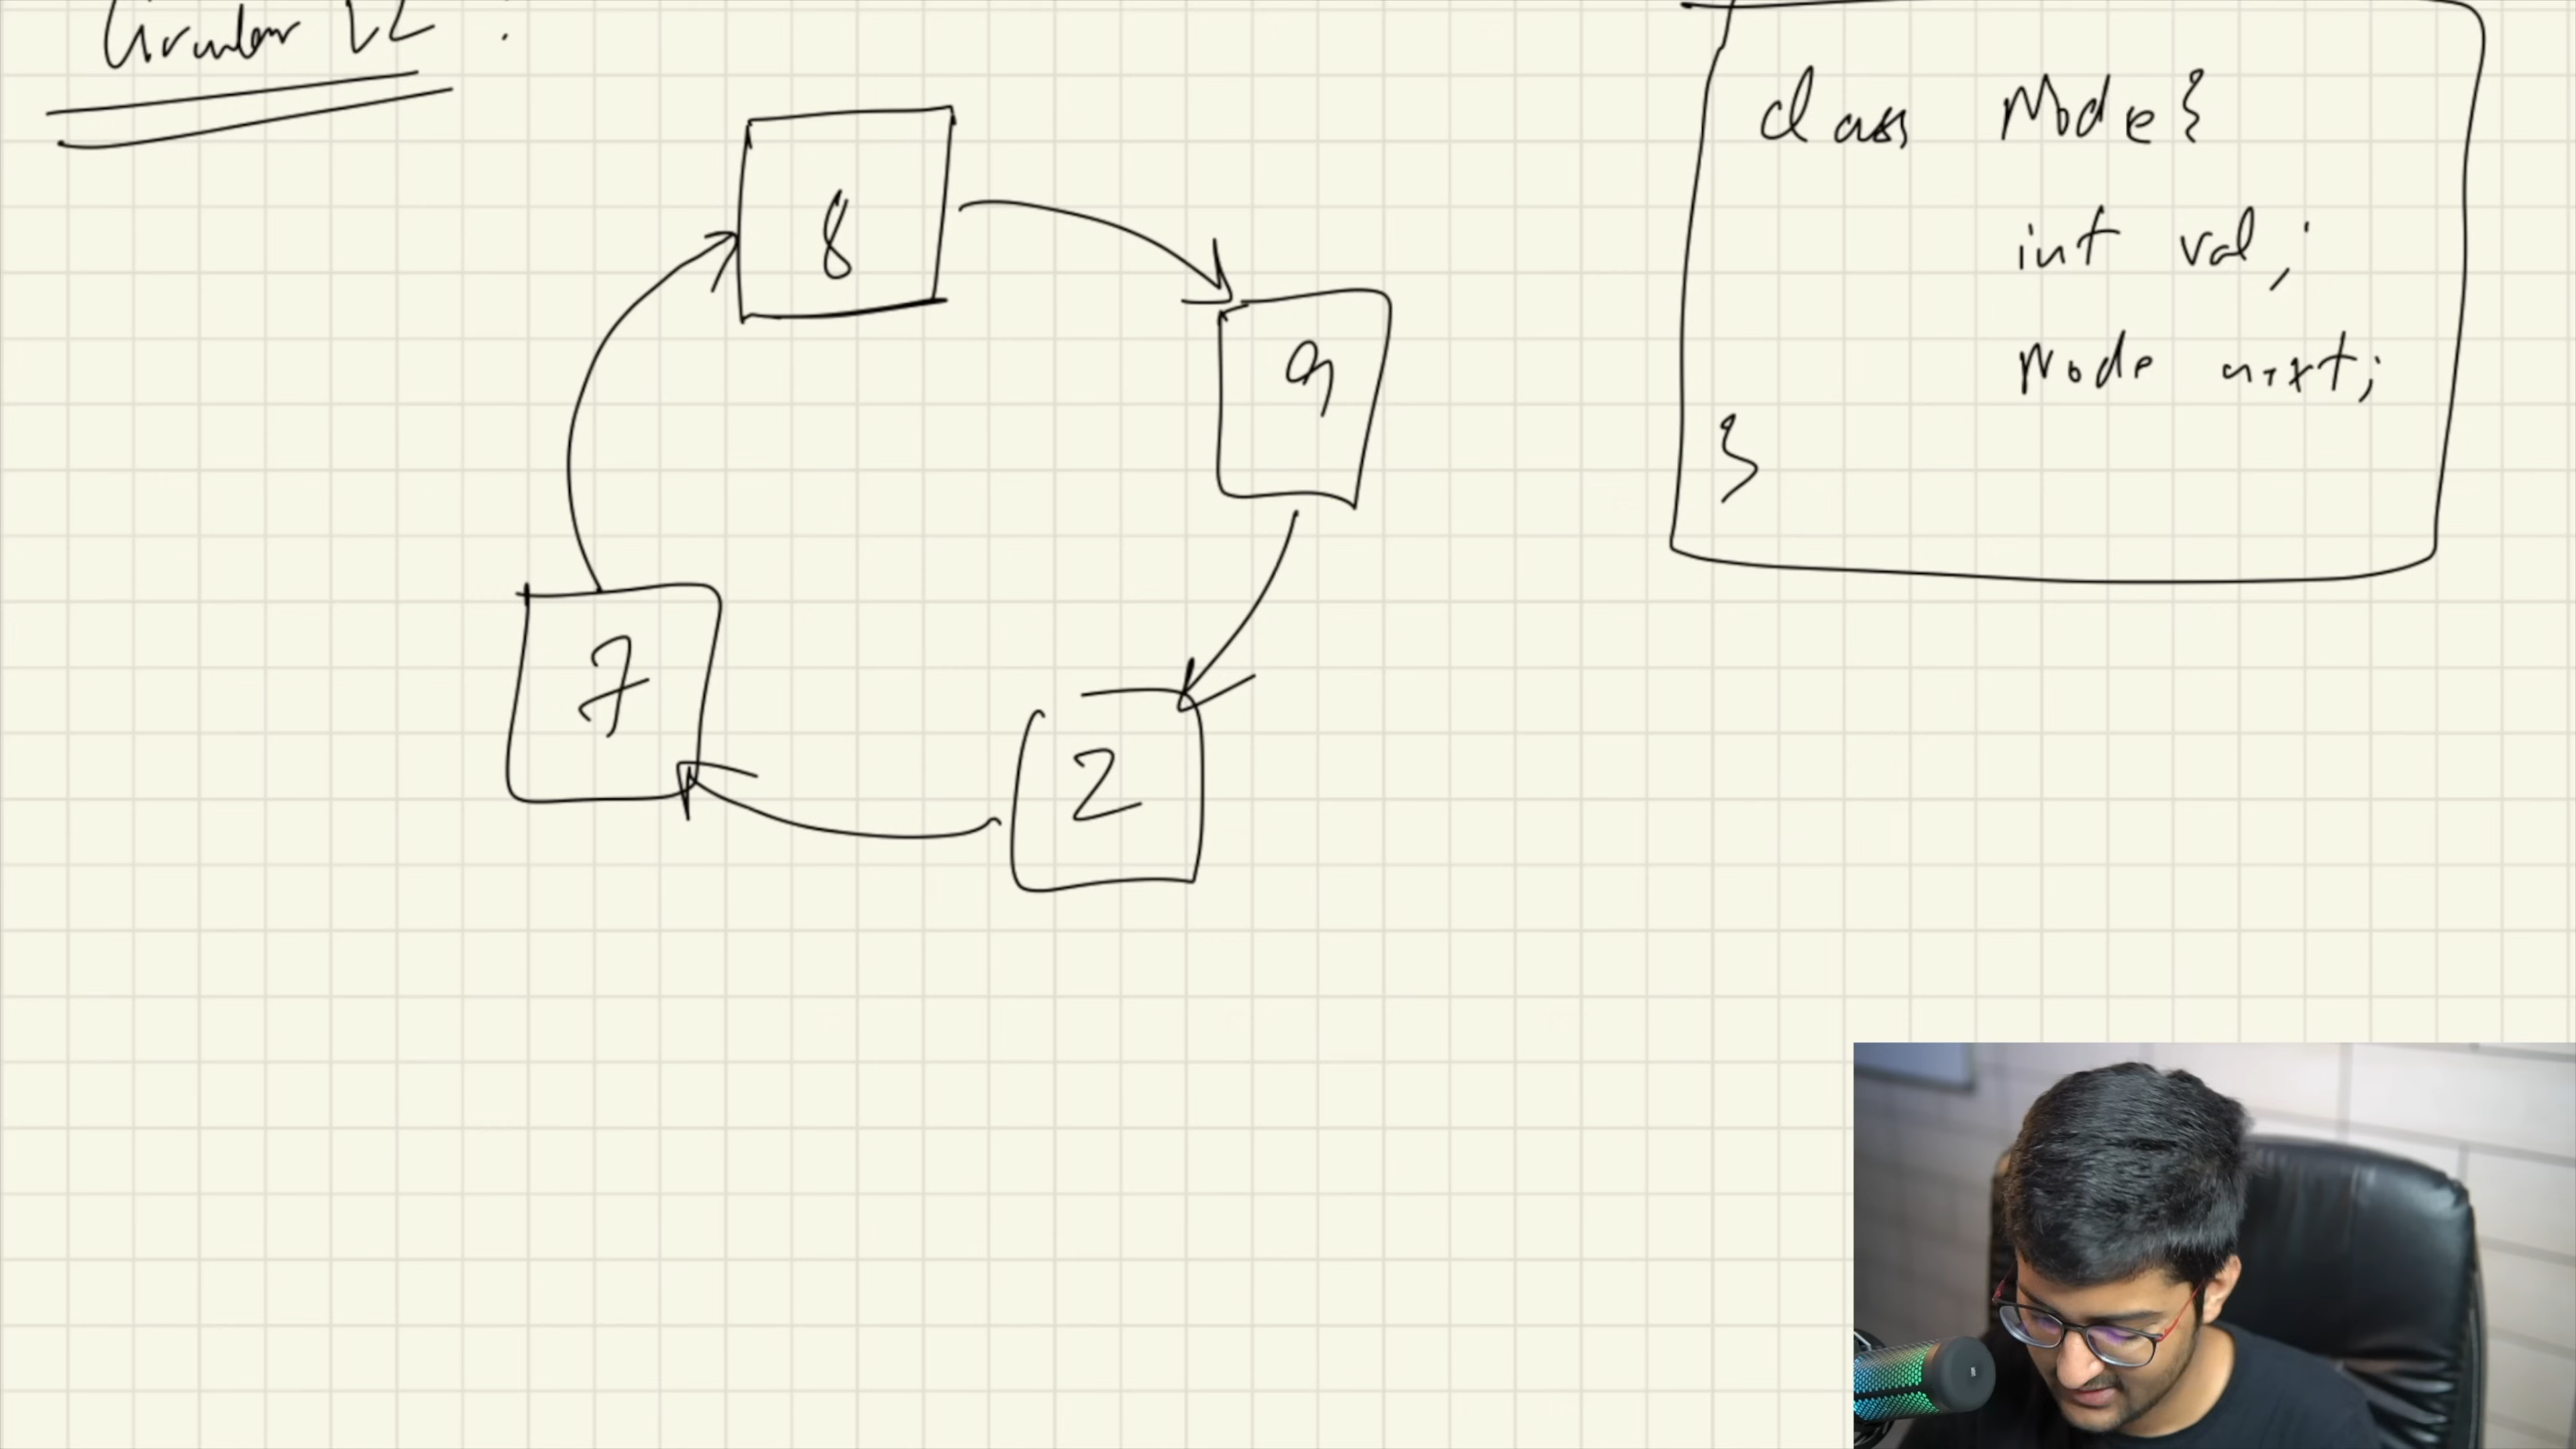 Circular LL :
8
9
2
7
class Node{
int val;
Node next;
}